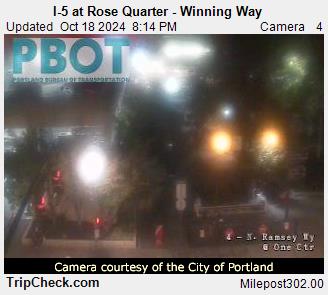 I-5 at Rose Quarter - Winning Way
Updated Oct 18 2024 8:14 PM Camera 4
PBOT
PORTLAND BUREAU OF TRANSPORTATION
4 - N. Ramsey Wy
@ One Ctr
Camera courtesy of the City of Portland
TripCheck.com Milepost302.00